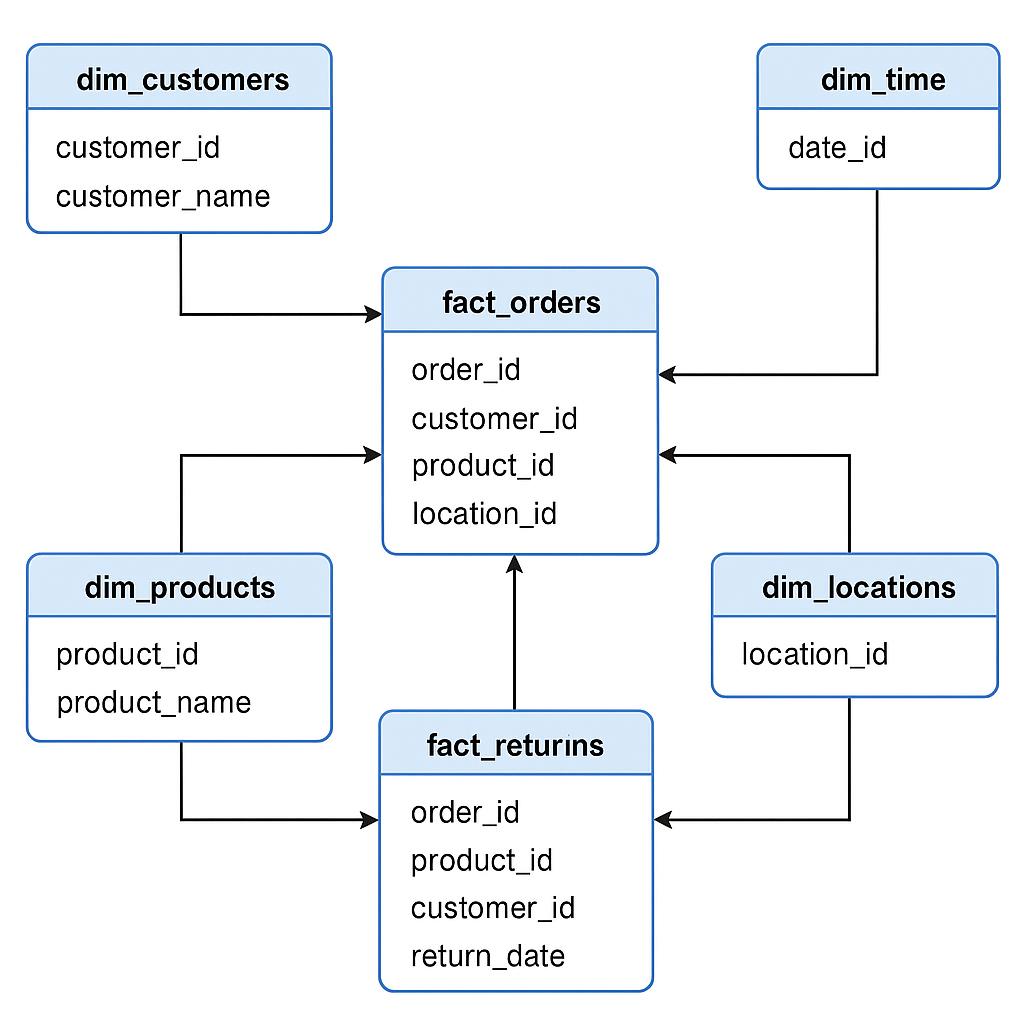 dim_customers
customer_id
customer_name
dim_time
date_id
fact_orders
order_id
customer_id
product_id
location_id
dim_products
product_id
product_name
dim_locations
location_id
fact_returins
order_id
product_id
customer_id
return_date